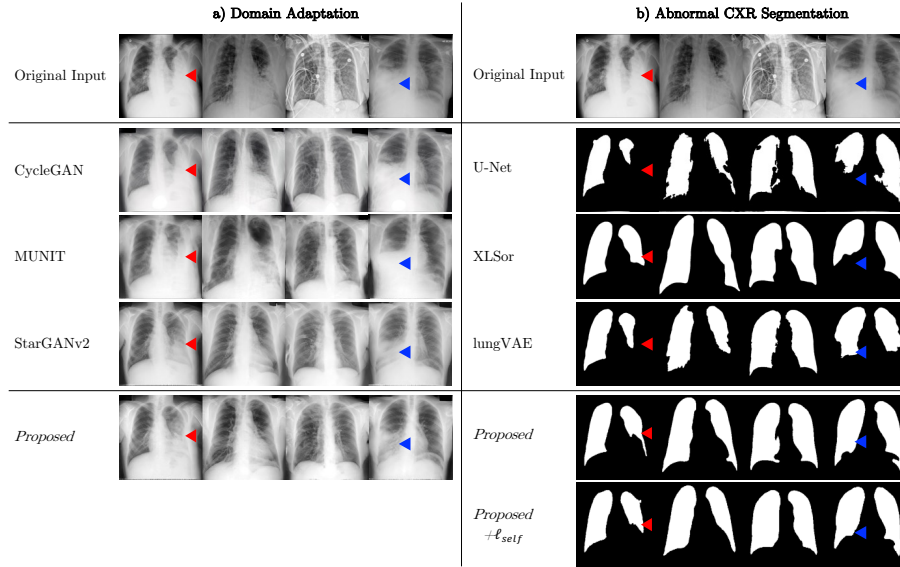 a) Domain Adaptation
Original Input
CycleGAN
MUNIT
StarGANv2
Proposed
b) Abnormal CXR Segmentation
Original Input
U-Net
XLSor
lungVAE
Proposed
Proposed
+ℓself